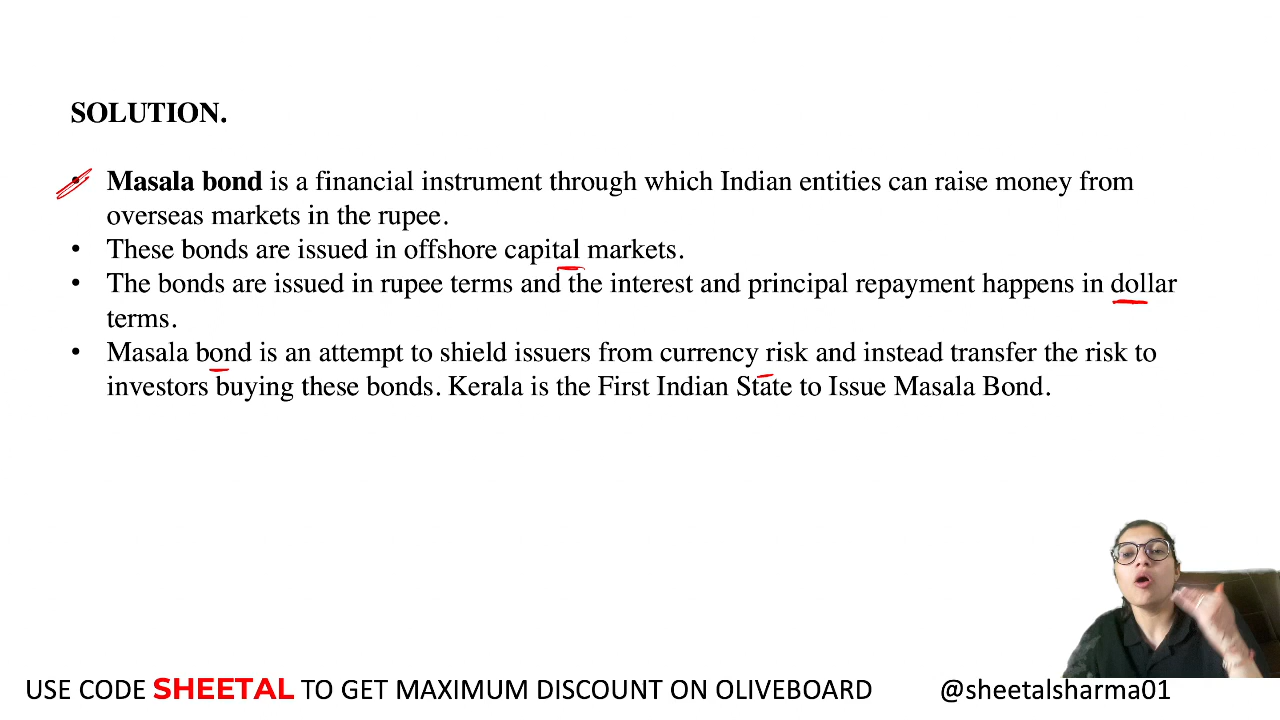 SOLUTION.
• Masala bond is a financial instrument through which Indian entities can raise money from
overseas markets in the rupee.
• These bonds are issued in offshore capital markets.
• The bonds are issued in rupee terms and the interest and principal repayment happens in dollar
terms.
• Masala bond is an attempt to shield issuers from currency risk and instead transfer the risk to
investors buying these bonds. Kerala is the First Indian State to Issue Masala Bond.
USE CODE SHEETAL TO GET MAXIMUM DISCOUNT ON OLIVEBOARD
@sheetalsharma01